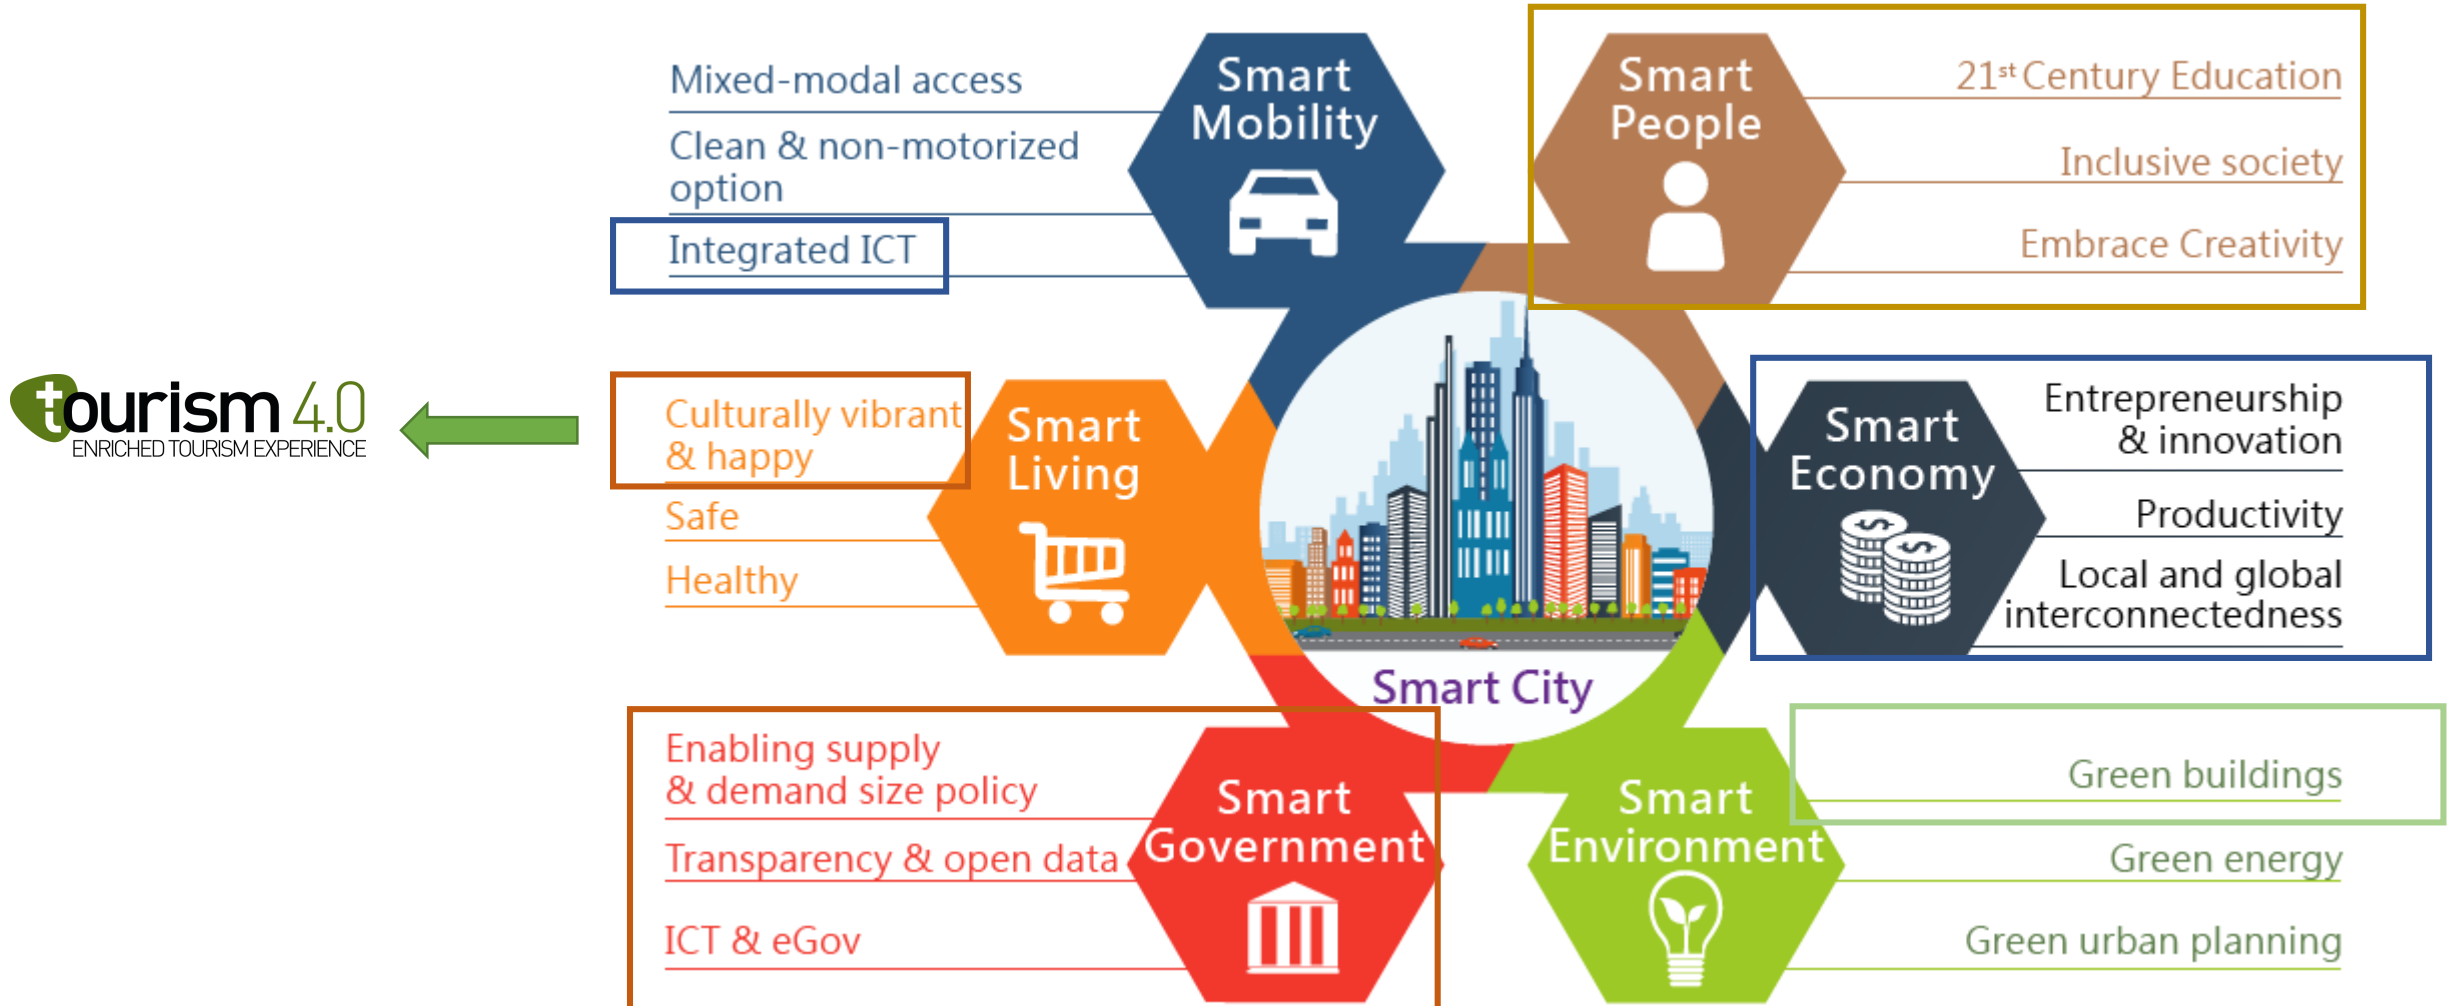 Mixed-modal access
Clean & non-motorized
option
Integrated ICT
Smart
Mobility
Smart
People
21st Century Education
Inclusive society
Embrace Creativity
tourism 4.0
ENRICHED TOURISM EXPERIENCE
Culturally vibrant
& happy
Safe
Healthy
Smart
Living
Smart
Economy
Entrepreneurship
& innovation
Productivity
Local and global
interconnectedness
Smart City
Enabling supply
& demand size policy
Transparency & open data
ICT & eGov
Smart
Government
Smart
Environment
Green buildings
Green energy
Green urban planning